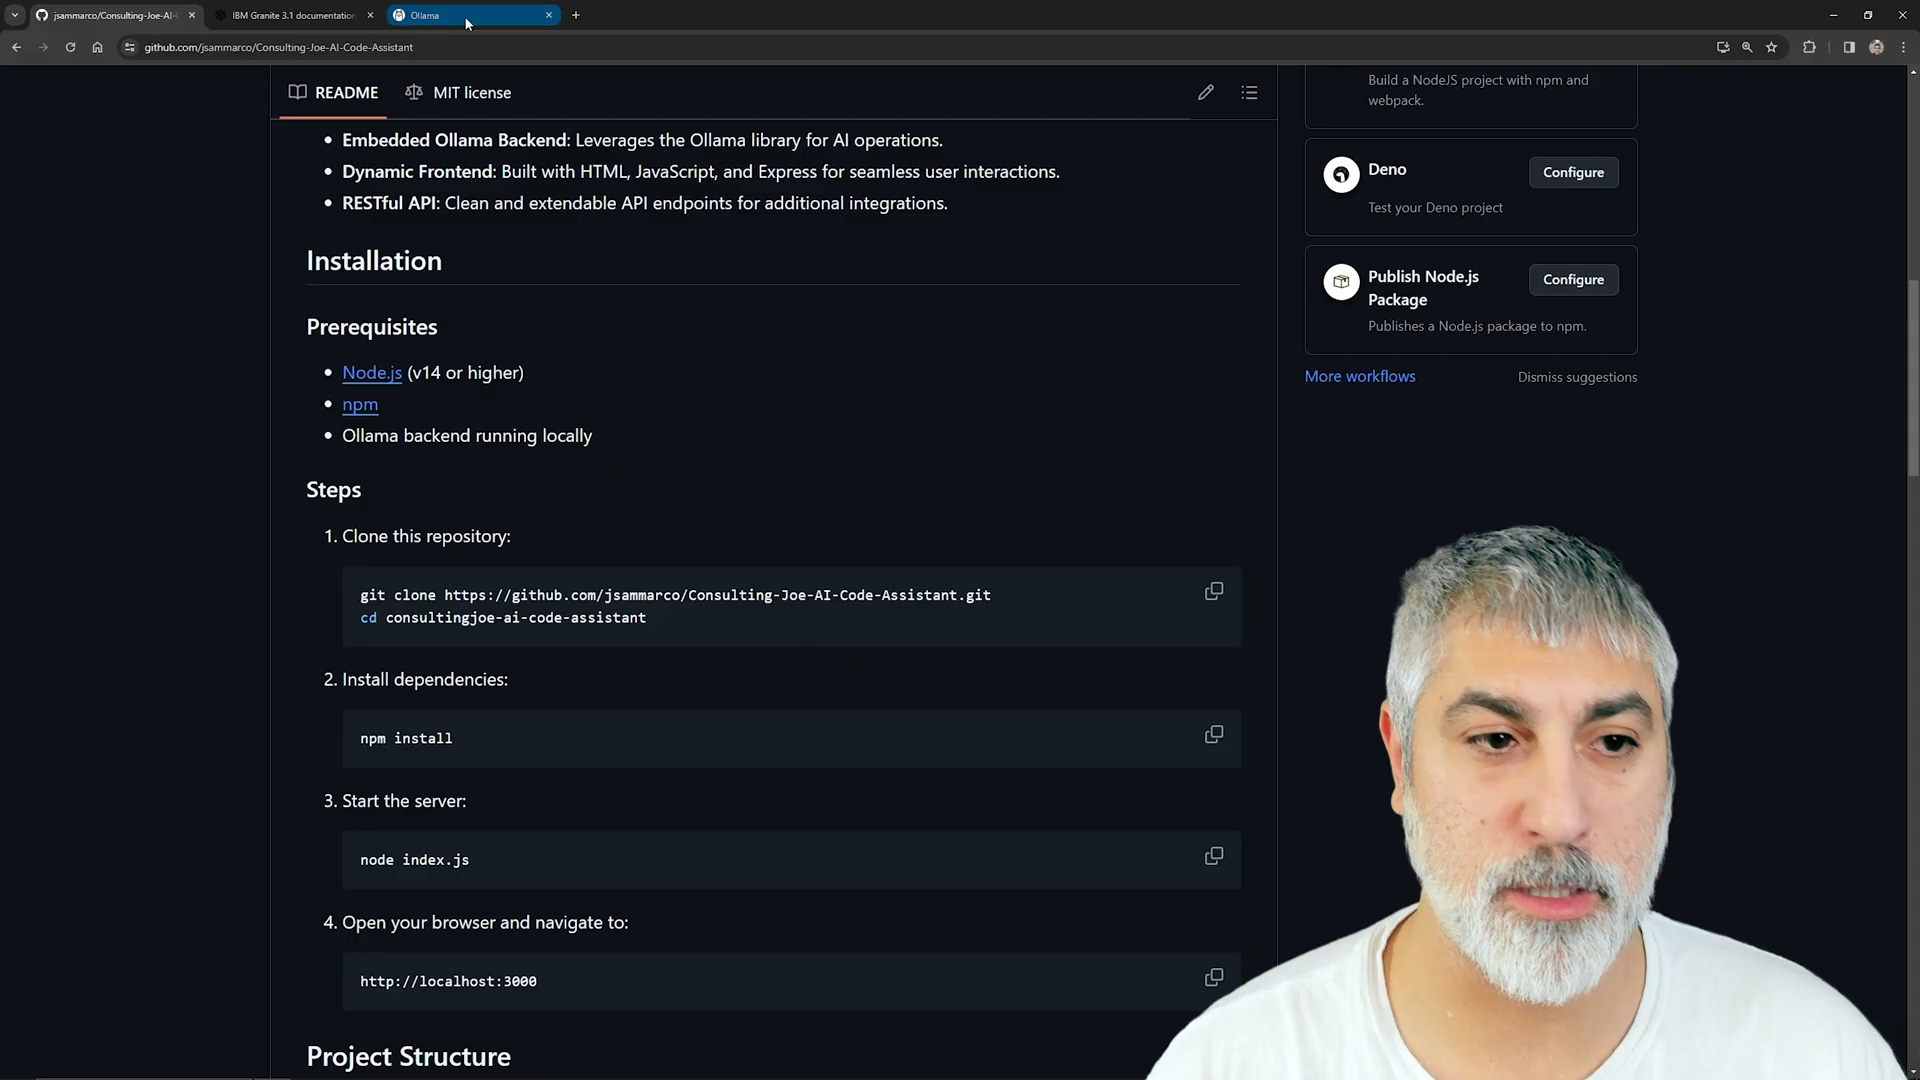 jsammarco/Consulting-Joe-AI-C
IBM Granite 3.1 documentation
Ollama
github.com/jsammarco/Consulting-Joe-AI-Code-Assistant
README
MIT license
Embedded Ollama Backend: Leverages the Ollama library for AI operations.
Dynamic Frontend: Built with HTML, JavaScript, and Express for seamless user interactions.
RESTful API: Clean and extendable API endpoints for additional integrations.
Installation
Prerequisites
Node.js (v14 or higher)
npm
Ollama backend running locally
Steps
1. Clone this repository:
git clone https://github.com/jsammarco/Consulting-Joe-AI-Code-Assistant.git
cd consultingjoe-ai-code-assistant
2. Install dependencies:
npm install
3. Start the server:
node index.js
4. Open your browser and navigate to:
http://localhost:3000
Project Structure
Build a NodeJS project with npm and
webpack.
Deno
Configure
Test your Deno project
Publish Node.js
Package
Configure
Publishes a Node.js package to npm.
More workflows
Dismiss suggestions